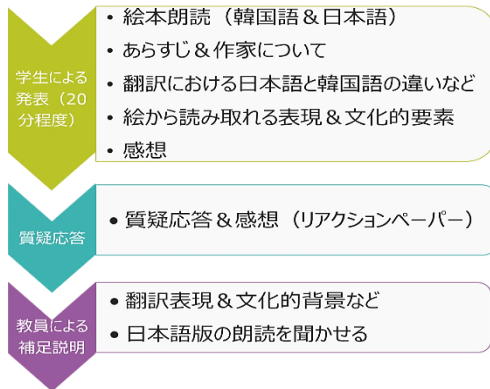 学生による
発表（20
分程度）
• 絵本朗読（韓国語＆日本語）
• あらすじ＆作家について
• 翻訳における日本語と韓国語の違いなど
• 絵から読み取れる表現＆文化的要素
• 感想
質疑応答
• 質疑応答＆感想（リアクションペーパー）
教員による
補足説明
• 翻訳表現＆文化的背景など
• 日本語版の朗読を聞かせる